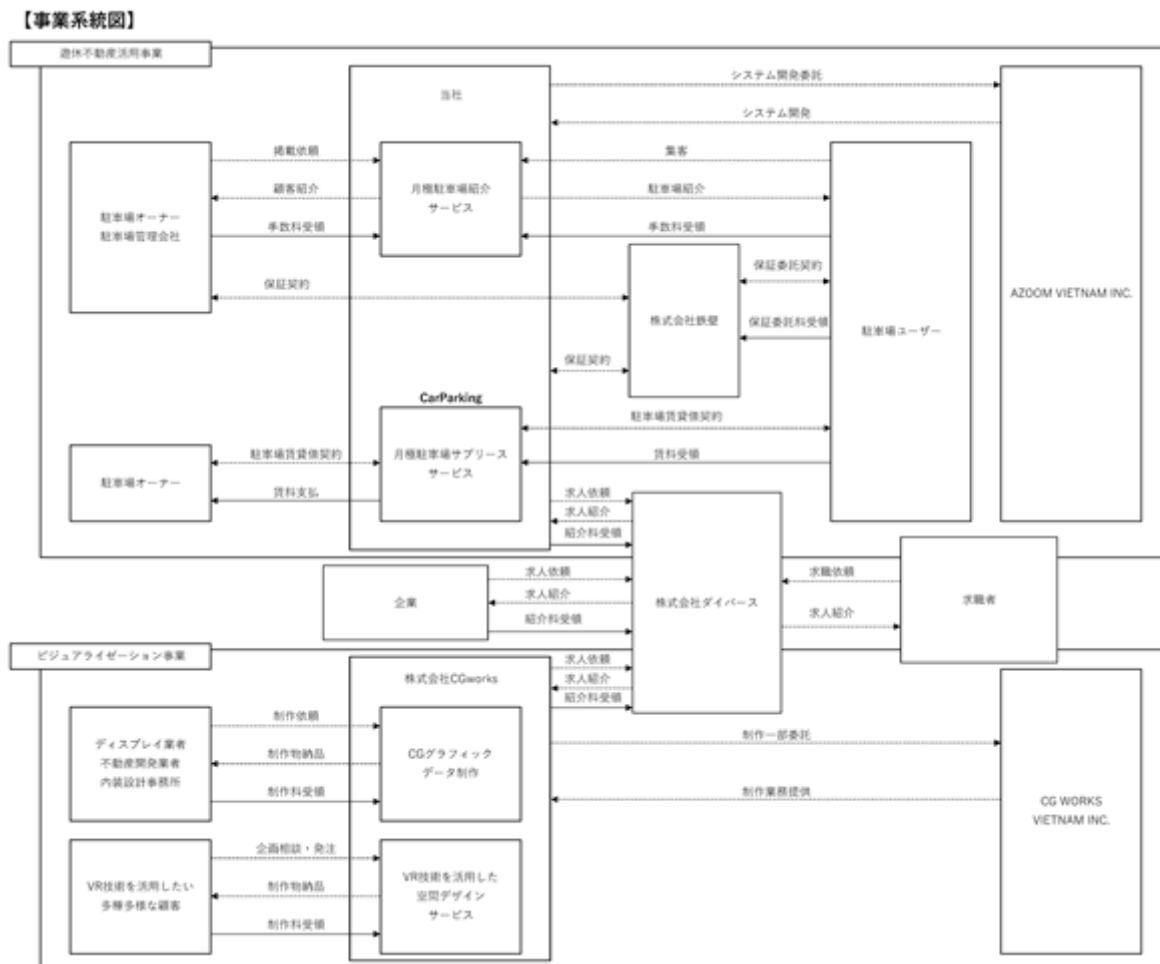 【事業系統図】
遊休不動産活用事業
当社
システム開発委託
システム開発
掲載依頼
顧客紹介
手数料受領
駐車場オーナー
駐車場管理会社
月極駐車場紹介
サービス
集客
駐車場紹介
手数料受領
保証契約
保証委託契約
株式会社鉄壁
保証委託料受領
駐車場ユーザー
AZOOM VIETNAM INC.
保証契約
CarParking
駐車場賃貸借契約
駐車場オーナー
駐車場賃貸借契約
賃料支払
月極駐車場サブリース
サービス
賃料受領
求人依頼
求人紹介
紹介料受領
企業
求人依頼
求人紹介
紹介料受領
株式会社ダイバース
求職依頼
求人紹介
求職者
ビジュアライゼーション事業
株式会社CGworks
求人依頼
求人紹介
紹介料受領
ディスプレイ業者
不動産開発業者
内装設計事務所
制作依頼
制作物納品
制作料受領
CGグラフィック
データ制作
制作一部委託
制作業務提供
CG WORKS
VIETNAM INC.
VR技術を活用したい
多種多様な顧客
企画相談・発注
制作物納品
制作料受領
VR技術を活用した
空間デザイン
サービス